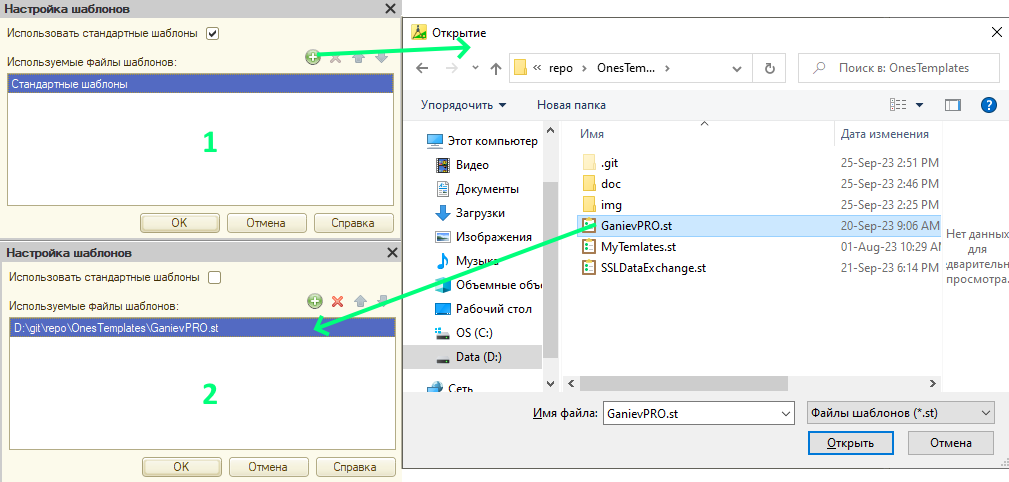 Настройка шаблонов
Использовать стандартные шаблоны
Используемые файлы шаблонов:
Стандартные шаблоны
1
OK
Отмена
Справка
Настройка шаблонов
Использовать стандартные шаблоны
Используемые файлы шаблонов:
D:\git\repo\OnesTemplates\GanievPRO.st
2
OK
Отмена
Справка
Открытие
« repo › OnesTem... ›
Поиск в: OnesTemplates
Упорядочить
Новая папка
?
Этот компьютер
Видео
Документы
Загрузки
Изображения
Музыка
Объемные объе
Рабочий стол
OS (C:)
Data (D:)
Сеть
Имя Дата изменения
.git 25-Sep-23 2:51 PM
doc 25-Sep-23 2:46 PM
img 25-Sep-23 2:25 PM
GanievPRO.st 20-Sep-23 9:06 AM
MyTemlates.st 01-Aug-23 10:29 AM
SSLDataExchange.st 21-Sep-23 6:14 PM
Нет данных
для
дварительн
просмотра.
Имя файла: GanievPRO.st
Файлы шаблонов (*.st)
Открыть
Отмена